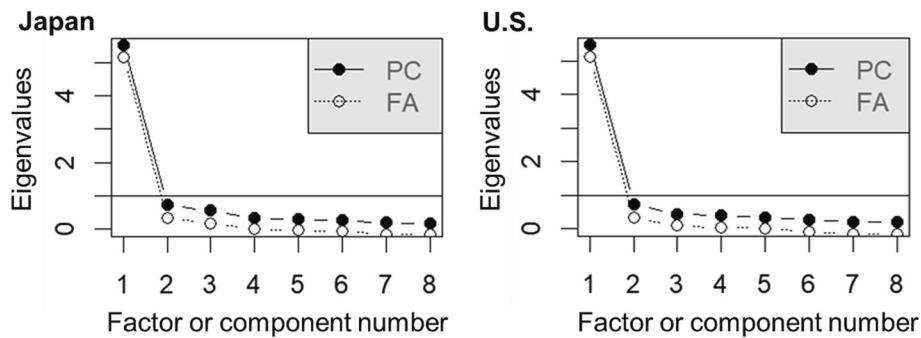 Japan
Eigenvalues
4
2
0
PC
FA
1 2 3 4 5 6 7 8
Factor or component number
U.S.
Eigenvalues
4
2
0
PC
FA
1 2 3 4 5 6 7 8
Factor or component number